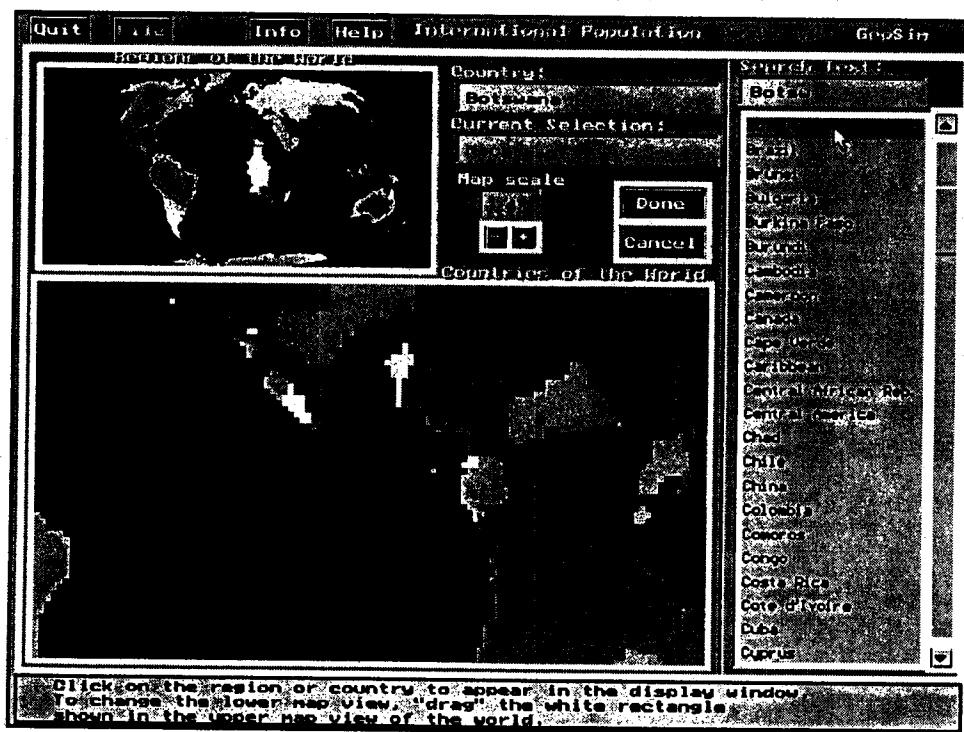 Quit File Info Help International Population GeoSim
Regions of the World
Country:
Botswana
Current Selection:
Map scale
- +
Done
Cancel
Countries of the World
Search Text:
Botsw
Brazil
Brunei
Bulgaria
Burkina Faso
Burundi
Cambodia
Cameroon
Canada
Cape Verde
Caribbean
Central African Rep.
Central America
Chad
Chile
China
Colombia
Comoros
Congo
Costa Rica
Cote d'Ivoire
Cuba
Cyprus
Click on the region or country to appear in the display window.
To change the lower map view, "drag" the white rectangle
shown in the upper map view of the world.